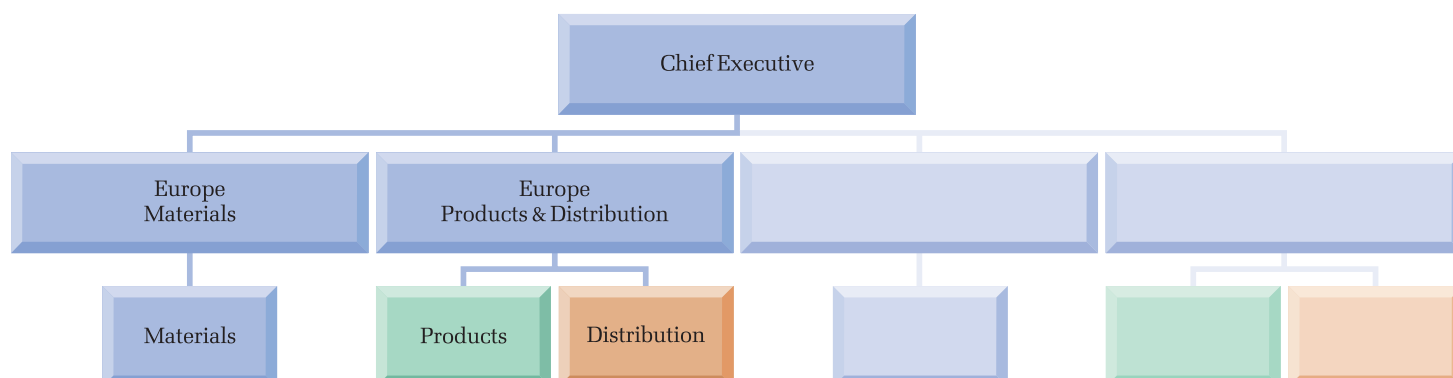 Chief Executive
Europe
Materials
Europe
Products & Distribution
Materials
Products
Distribution